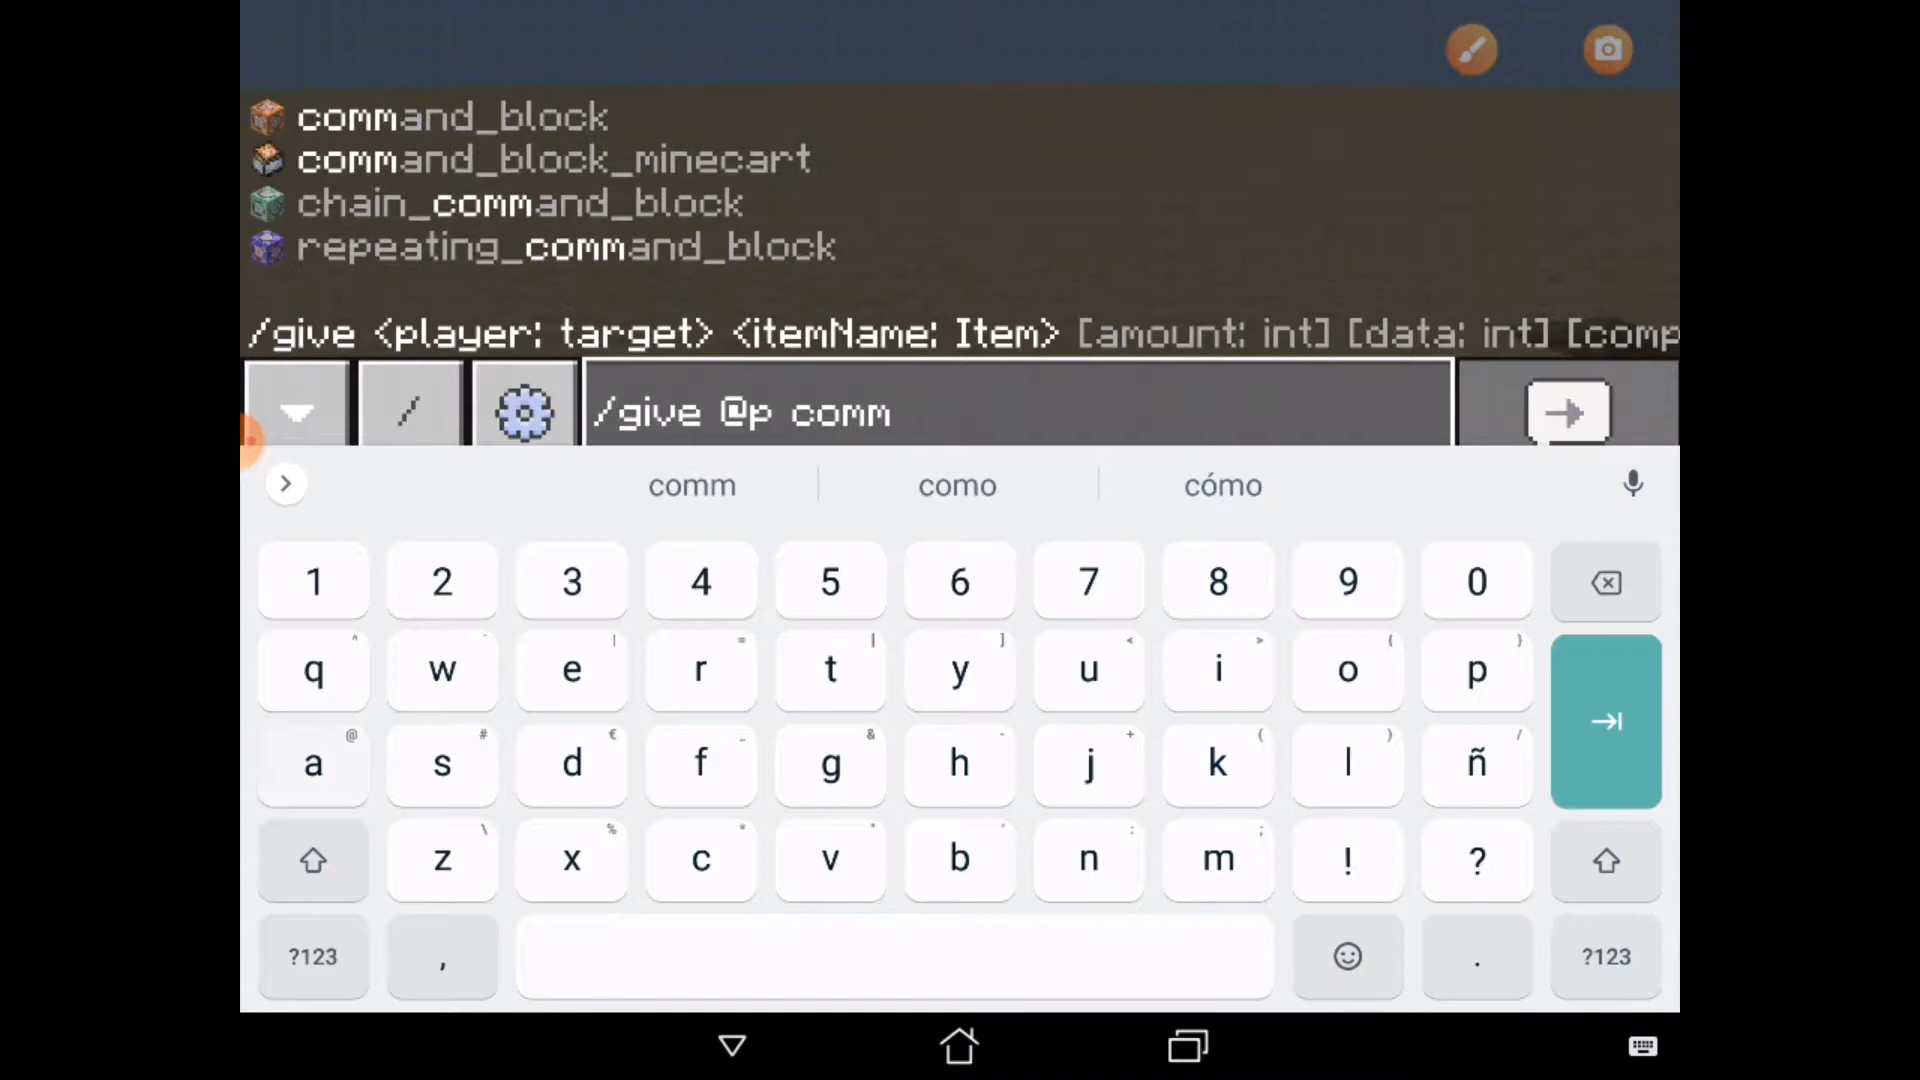 command_block
command_block_minecart
chain_command_block
repeating_command_block
/give <player: target> <itemName: Item> [amount: int] [data: int] [comp
/
/give @p comm
comm como cómo
1 2 3 4 5 6 7 8 9 0
q w e r t y u i o p
a s d f g h j k l ñ
z x c v b n m ! ?
?123 , . ?123